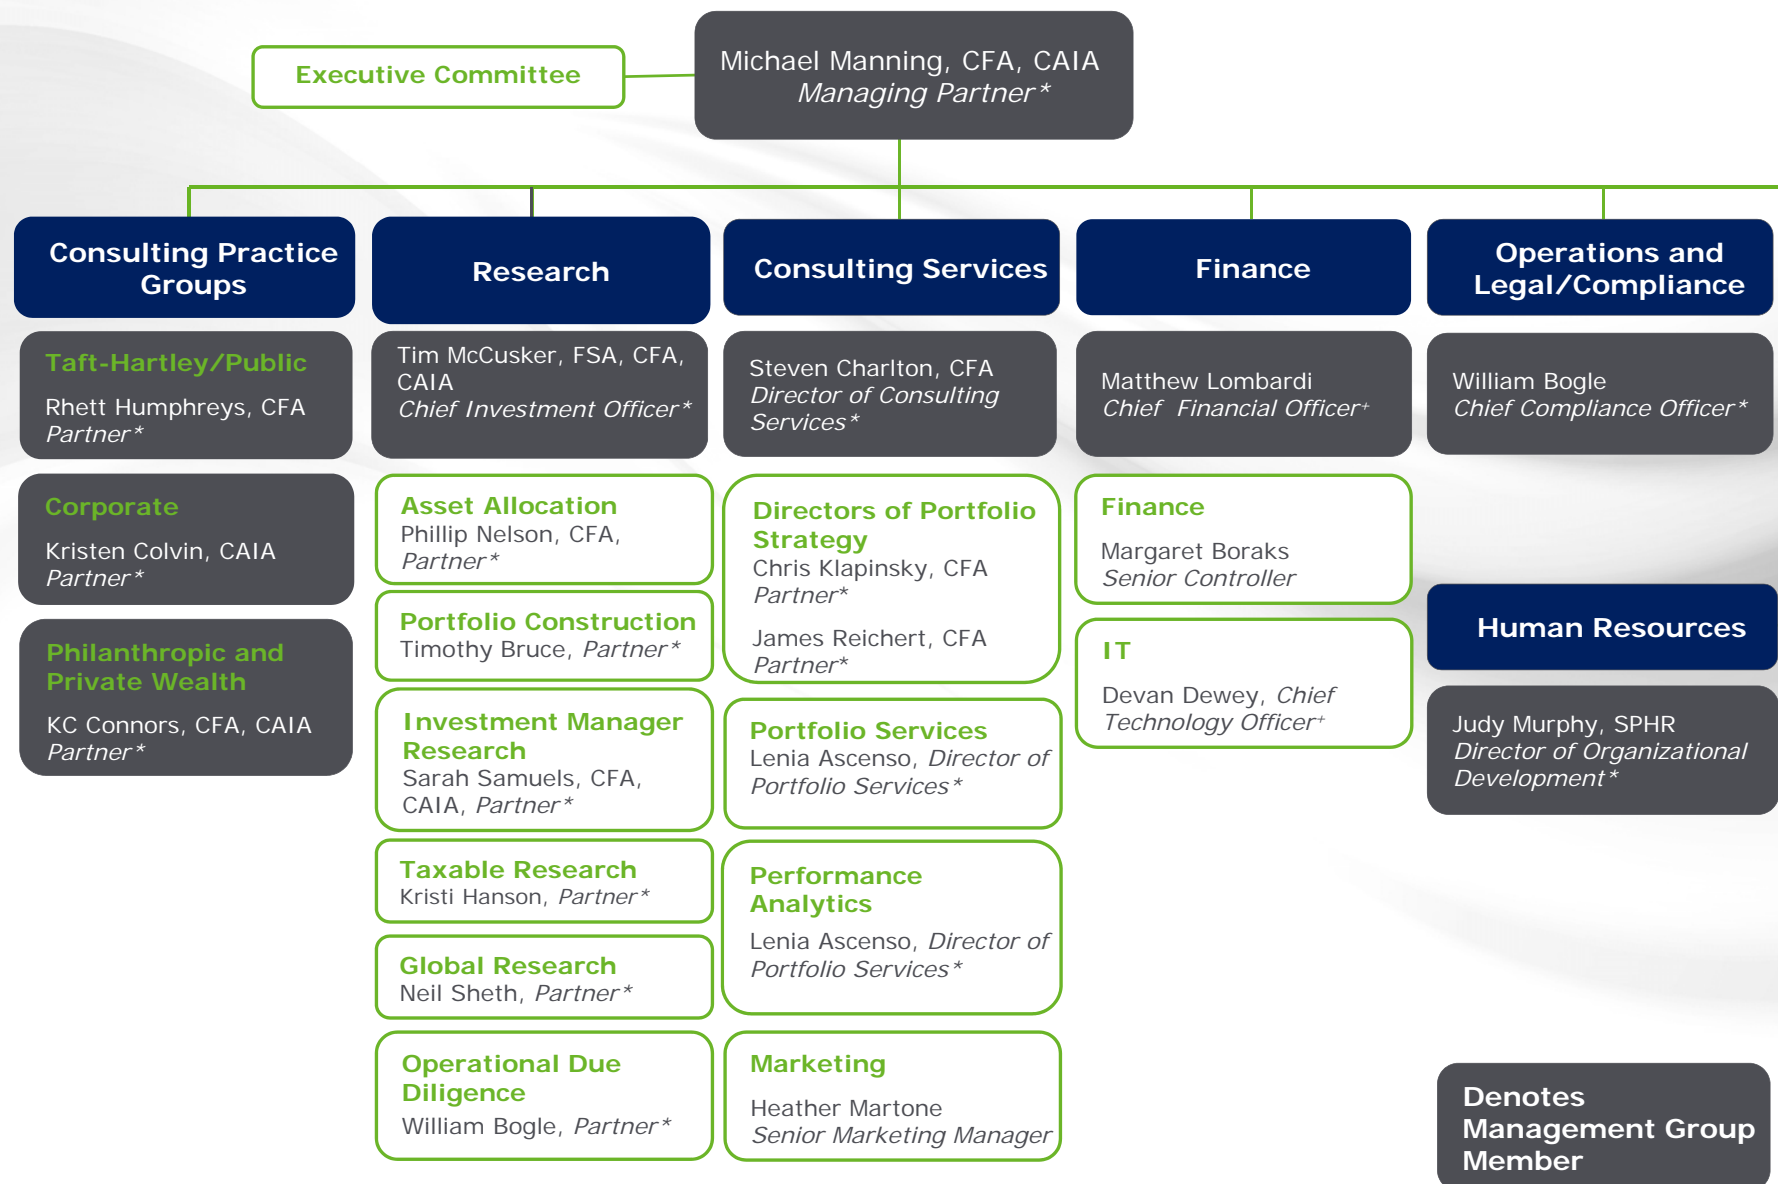 Executive Committee
Michael Manning, CFA, CAIA
Managing Partner*
Consulting Practice
Groups
Research
Consulting Services
Finance
Operations and
Legal/Compliance
Taft-Hartley/Public
Rhett Humphreys, CFA
Partner*
Corporate
Kristen Colvin, CAIA
Partner*
Philanthropic and
Private Wealth
KC Connors, CFA, CAIA
Partner*
Tim McCusker, FSA, CFA,
CAIA
Chief Investment Officer*
Asset Allocation
Phillip Nelson, CFA,
Partner*
Portfolio Construction
Timothy Bruce, Partner*
Investment Manager
Research
Sarah Samuels, CFA,
CAIA, Partner*
Taxable Research
Kristi Hanson, Partner*
Global Research
Neil Sheth, Partner*
Operational Due
Diligence
William Bogle, Partner*
Steven Charlton, CFA
Director of Consulting
Services*
Directors of Portfolio
Strategy
Chris Klapinsky, CFA
Partner*
James Reichert, CFA
Partner*
Portfolio Services
Lenia Ascenso, Director of
Portfolio Services*
Performance
Analytics
Lenia Ascenso, Director of
Portfolio Services*
Marketing
Heather Martone
Senior Marketing Manager
Matthew Lombardi
Chief  Financial Officer+
Finance
Margaret Boraks
Senior Controller
IT
Devan Dewey, Chief
Technology Officer+
William Bogle
Chief Compliance Officer*
Human Resources
Judy Murphy, SPHR
Director of Organizational
Development*
Denotes
Management Group
Member